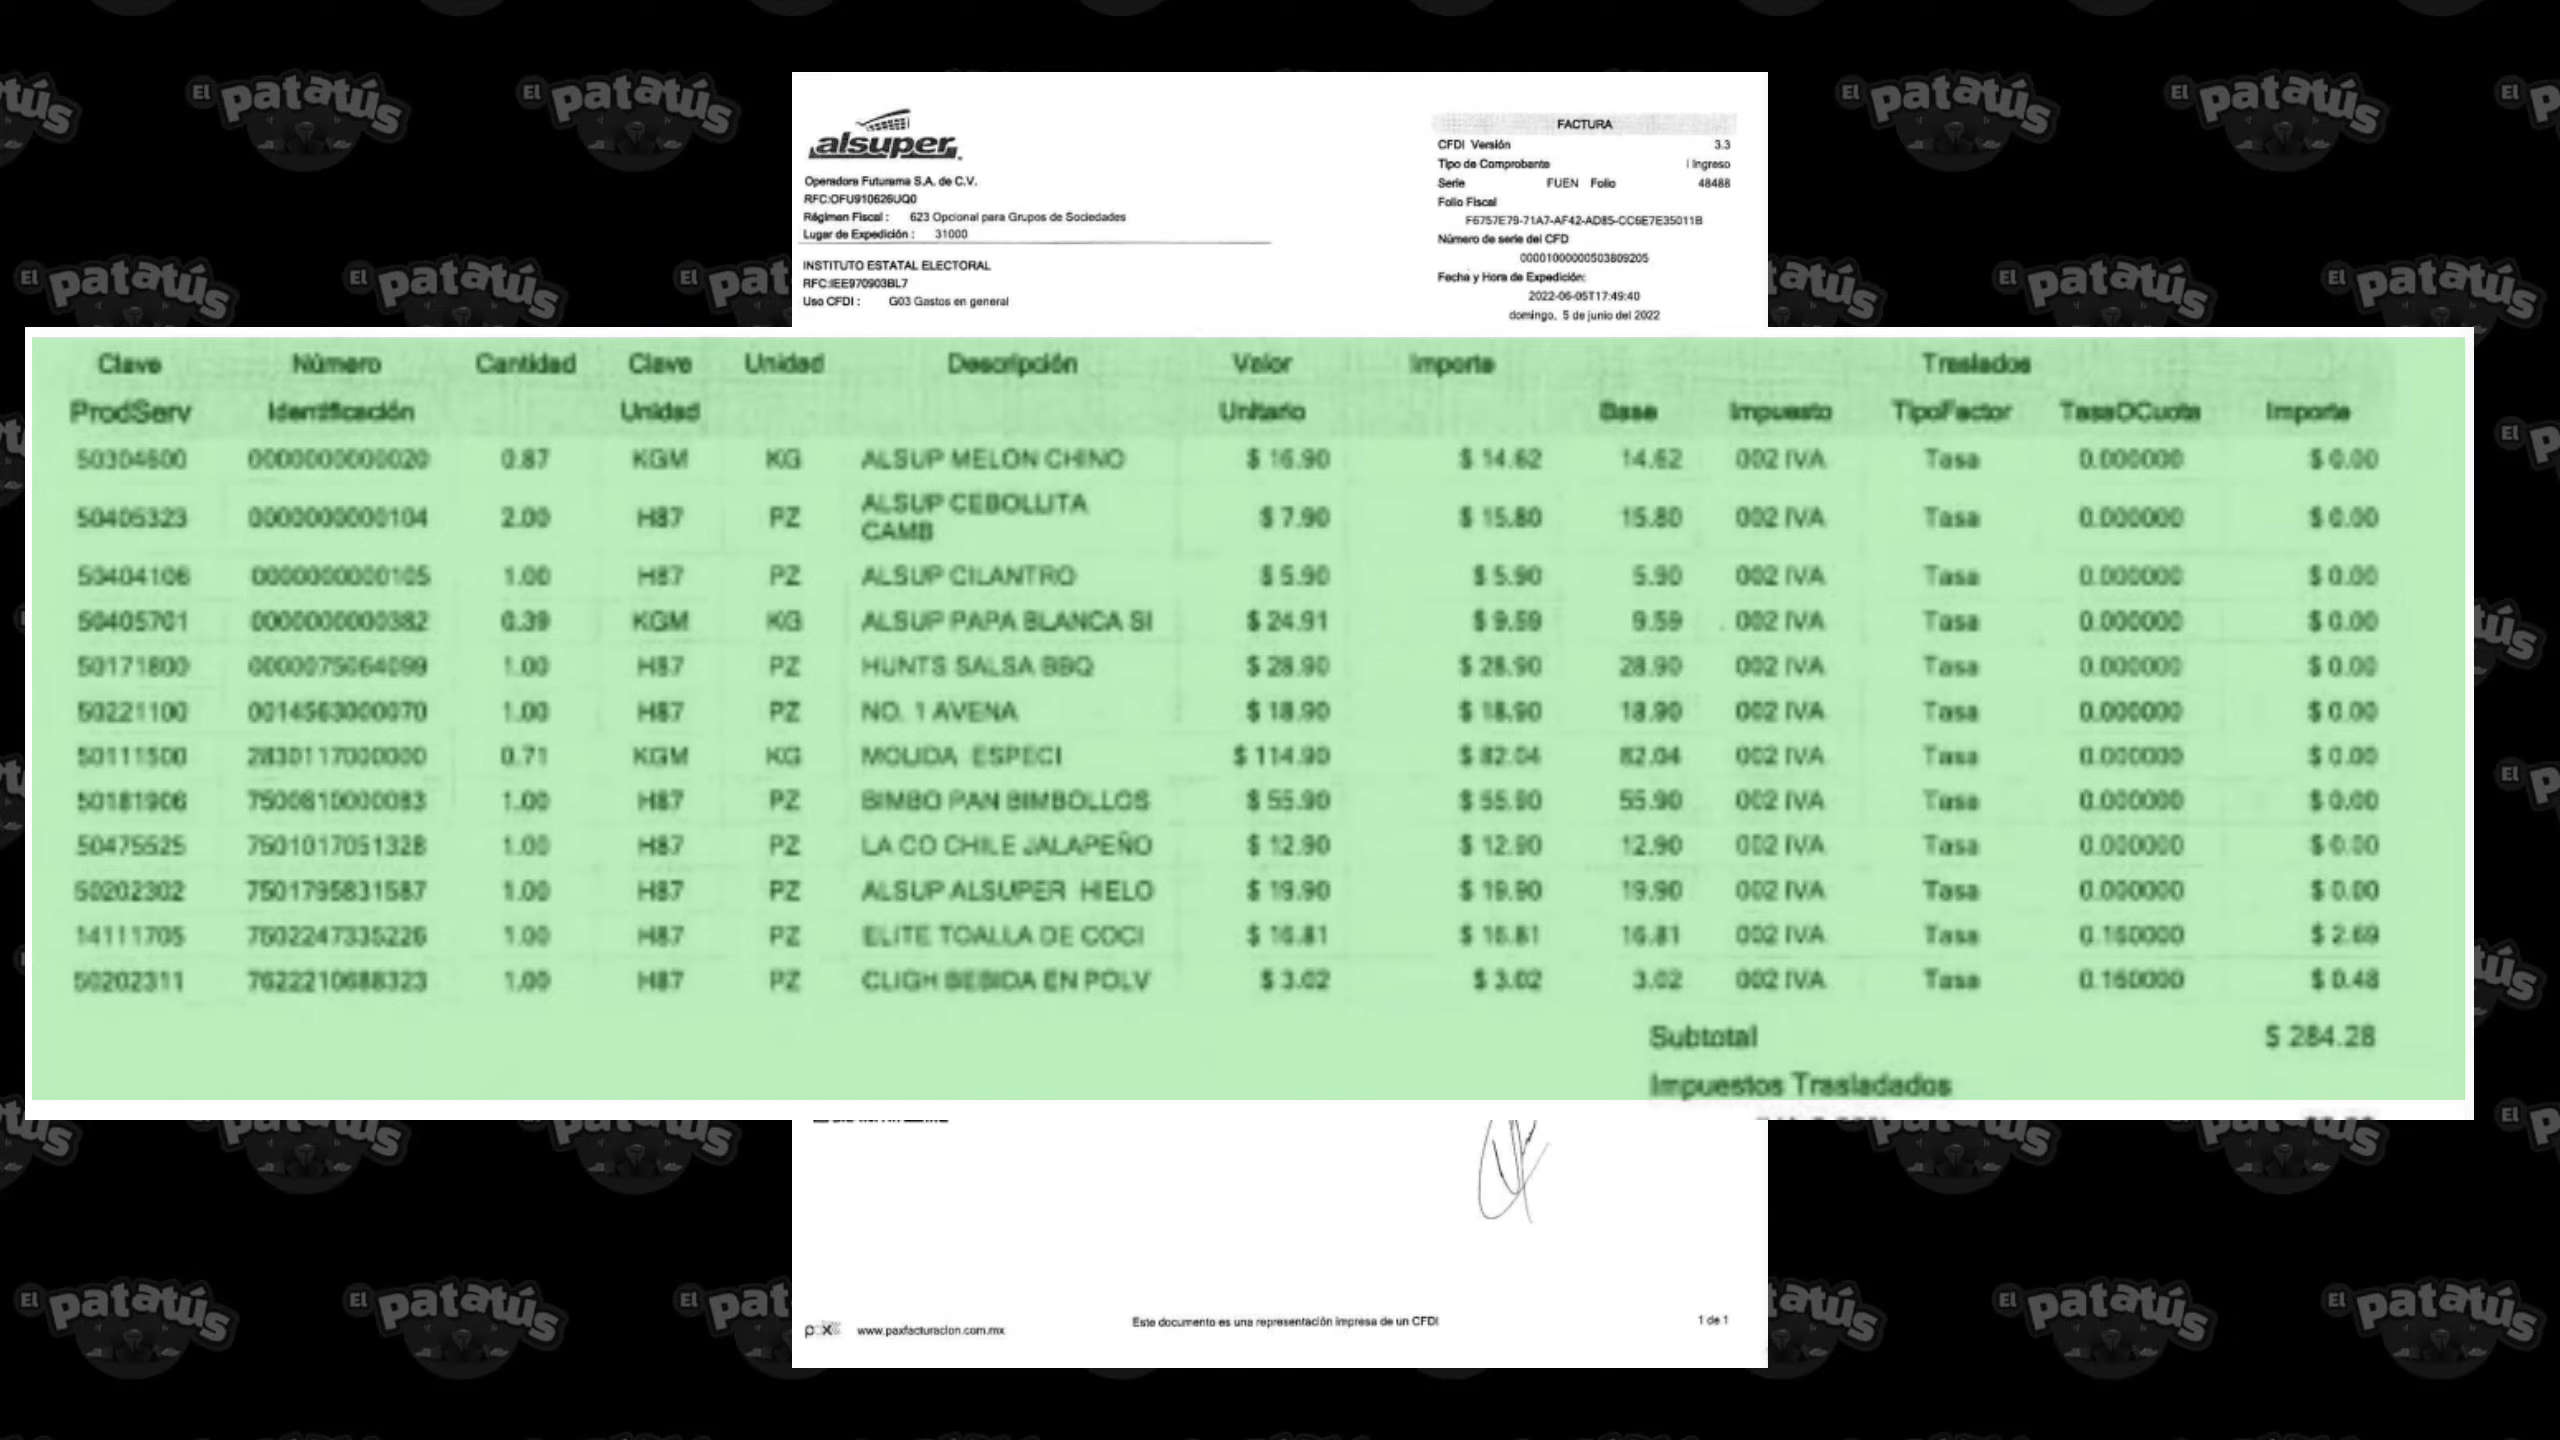 alsuper
Operadora Futurama S.A. de C.V.
RFC:OFU910626UQ0
Régimen Fiscal : 623 Opcional para Grupos de Sociedades
Lugar de Expedición : 31000
INSTITUTO ESTATAL ELECTORAL
RFC:IEE970903BL7
Uso CFDI : G03 Gastos en general
FACTURA
CFDI Versión 3.3
Tipo de Comprobante I Ingreso
Serie FUEN Folio 48488
Folio Fiscal
F6757E79-71A7-AF42-AD85-CC6E7E35011B
Número de serie del CFD
00001000000503809205
Fecha y Hora de Expedición:
2022-06-05T17:49:40
domingo, 5 de junio del 2022
Clave Número Cantidad Clave Unidad Descripción Valor Importe Traslados
ProdServ Identificación Unidad Unitario Base Impuesto TipoFactor TasaOCuota Importe
50304600 0000000000020 0.87 KGM KG ALSUP MELON CHINO $ 16.90 $ 14.62 14.62 002 IVA Tasa 0.000000 $ 0.00
50405323 0000000000104 2.00 H87 PZ ALSUP CEBOLLITA CAMB $ 7.90 $ 15.80 15.80 002 IVA Tasa 0.000000 $ 0.00
50404106 0000000000105 1.00 H87 PZ ALSUP CILANTRO $ 5.90 $ 5.90 5.90 002 IVA Tasa 0.000000 $ 0.00
50405701 0000000000382 0.39 KGM KG ALSUP PAPA BLANCA SI $ 24.91 $ 9.59 9.59 002 IVA Tasa 0.000000 $ 0.00
50171800 0000075064099 1.00 H87 PZ HUNTS SALSA BBQ $ 28.90 $ 28.90 28.90 002 IVA Tasa 0.000000 $ 0.00
50221100 0014563000070 1.00 H87 PZ NO. 1 AVENA $ 18.90 $ 18.90 18.90 002 IVA Tasa 0.000000 $ 0.00
50111500 2830117000000 0.71 KGM KG MOLIDA ESPECI $ 114.90 $ 82.04 82.04 002 IVA Tasa 0.000000 $ 0.00
50181906 7500810000083 1.00 H87 PZ BIMBO PAN BIMBOLLOS $ 55.90 $ 55.90 55.90 002 IVA Tasa 0.000000 $ 0.00
50475525 7501017051328 1.00 H87 PZ LA CO CHILE JALAPEÑO $ 12.90 $ 12.90 12.90 002 IVA Tasa 0.000000 $ 0.00
50202302 7501795831587 1.00 H87 PZ ALSUP ALSUPER HIELO $ 19.90 $ 19.90 19.90 002 IVA Tasa 0.000000 $ 0.00
14111705 7502247335226 1.00 H87 PZ ELITE TOALLA DE COCI $ 16.81 $ 16.81 16.81 002 IVA Tasa 0.160000 $ 2.69
50202311 7622210688323 1.00 H87 PZ CLIGH BEBIDA EN POLV $ 3.02 $ 3.02 3.02 002 IVA Tasa 0.160000 $ 0.48
Subtotal $ 284.28
Impuestos Trasladados
pax www.paxfacturacion.com.mx
Este documento es una representación impresa de un CFDI
1 de 1
El patatús